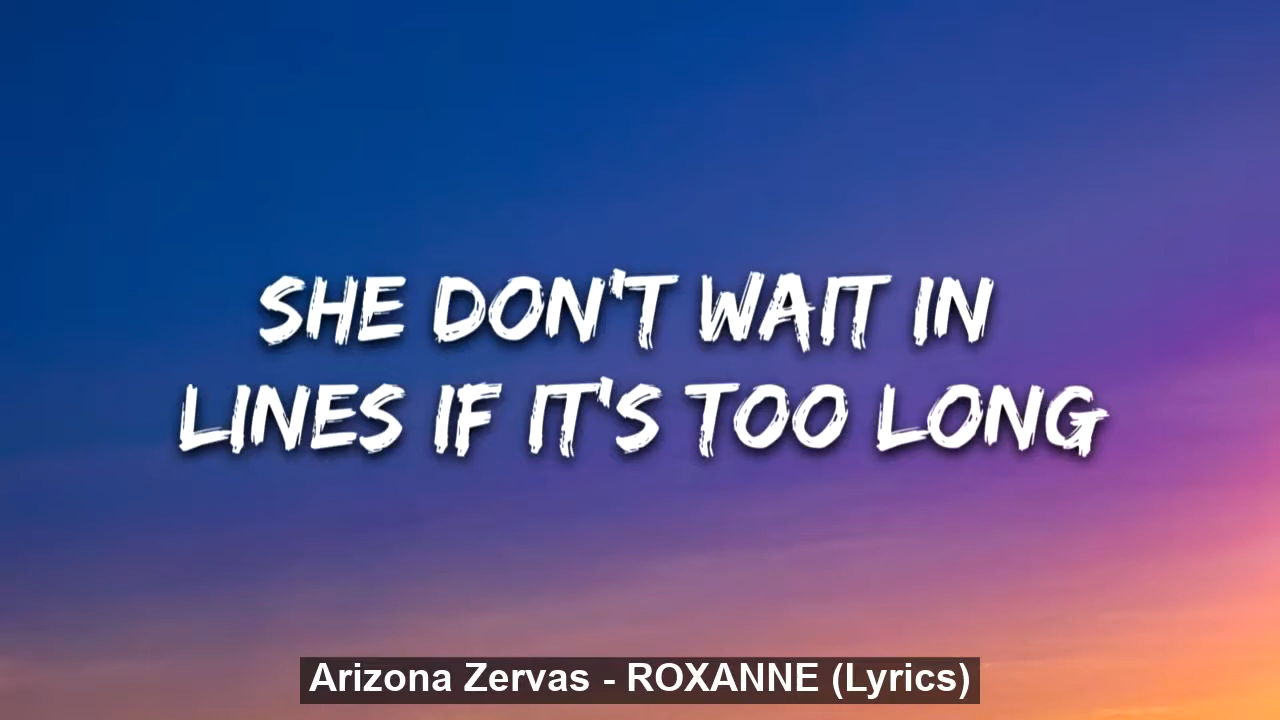 SHE DON'T WAIT IN
LINES IF IT'S TOO LONG
Arizona Zervas - ROXANNE (Lyrics)